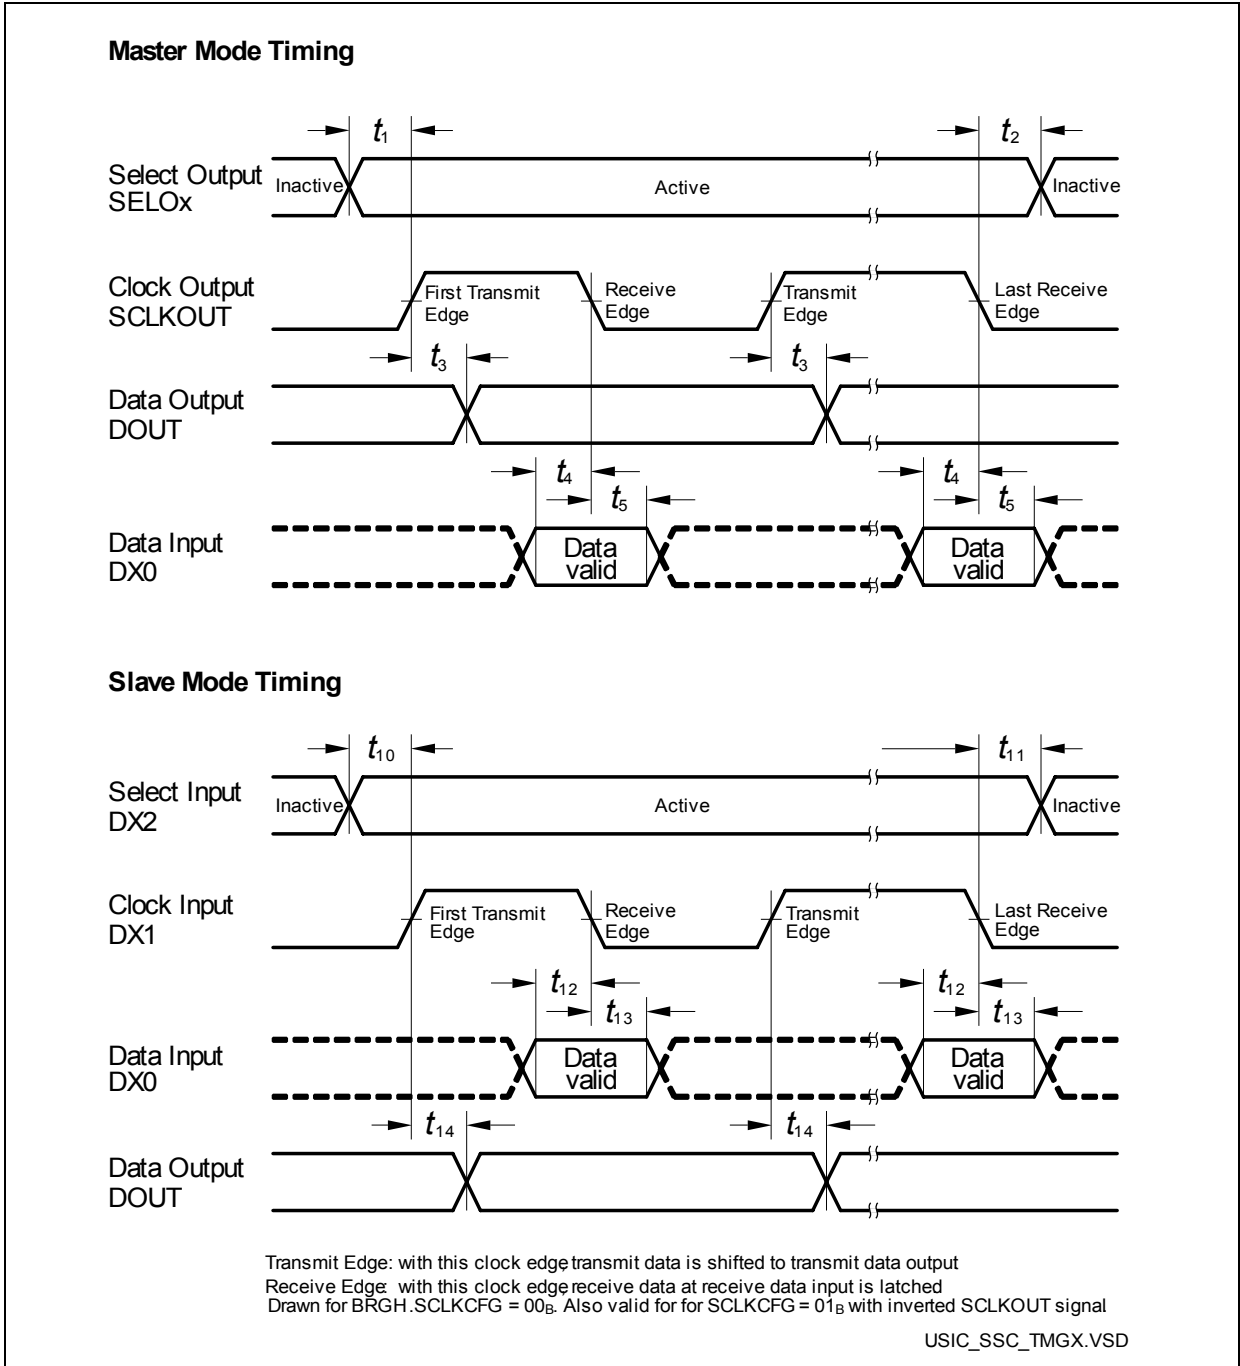 Master Mode Timing
t1
t2
Select Output
SELOx
Inactive
Active
Inactive
Clock Output
SCLKOUT
First Transmit
Edge
Receive
Edge
Transmit
Edge
Last Receive
Edge
t3
t3
Data Output
DOUT
t4
t4
t5
t5
Data Input
DX0
Data
valid
Data
valid
Slave Mode Timing
t10
t11
Select Input
DX2
Inactive
Active
Inactive
Clock Input
DX1
First Transmit
Edge
Receive
Edge
Transmit
Edge
Last Receive
Edge
t12
t12
t13
t13
Data Input
DX0
Data
valid
Data
valid
t14
t14
Data Output
DOUT
Transmit Edge: with this clock edge, transmit data is shifted to transmit data output
Receive Edge: with this clock edge, receive data at receive data input is latched
Drawn for BRGH.SCLKCFG = 00B. Also valid for for SCLKCFG = 01B with inverted SCLKOUT signal.
USIC_SSC_TMGX.VSD